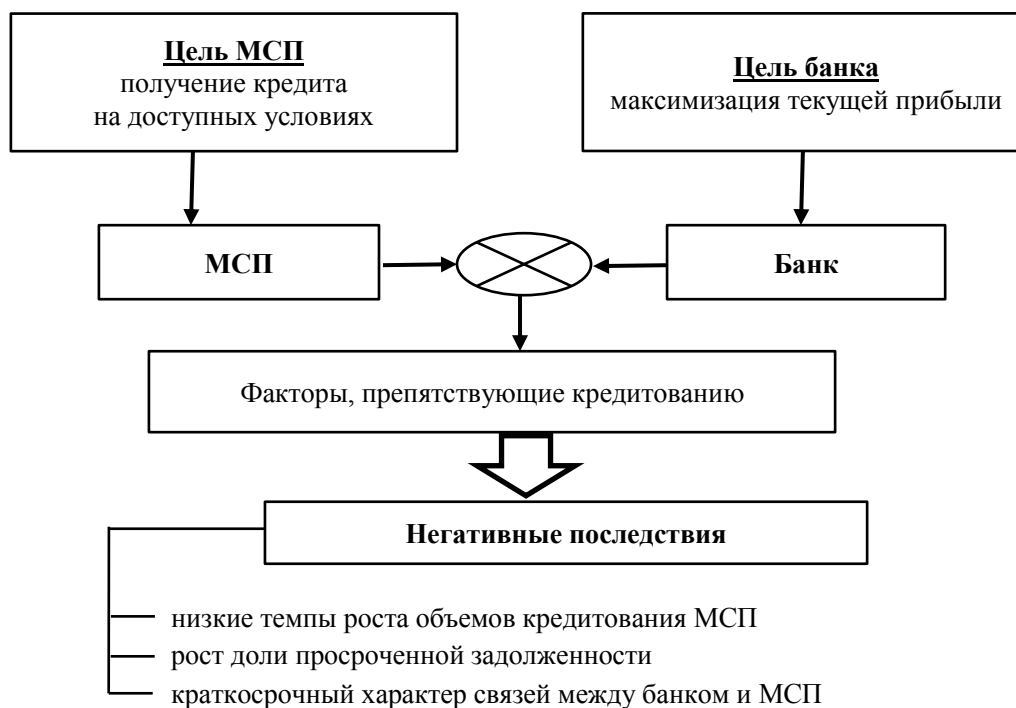 Цель МСП
получение кредита
на доступных условиях
Цель банка
максимизация текущей прибыли
МСП
Банк
Факторы, препятствующие кредитованию
Негативные последствия
низкие темпы роста объемов кредитования МСП
рост доли просроченной задолженности
краткосрочный характер связей между банком и МСП